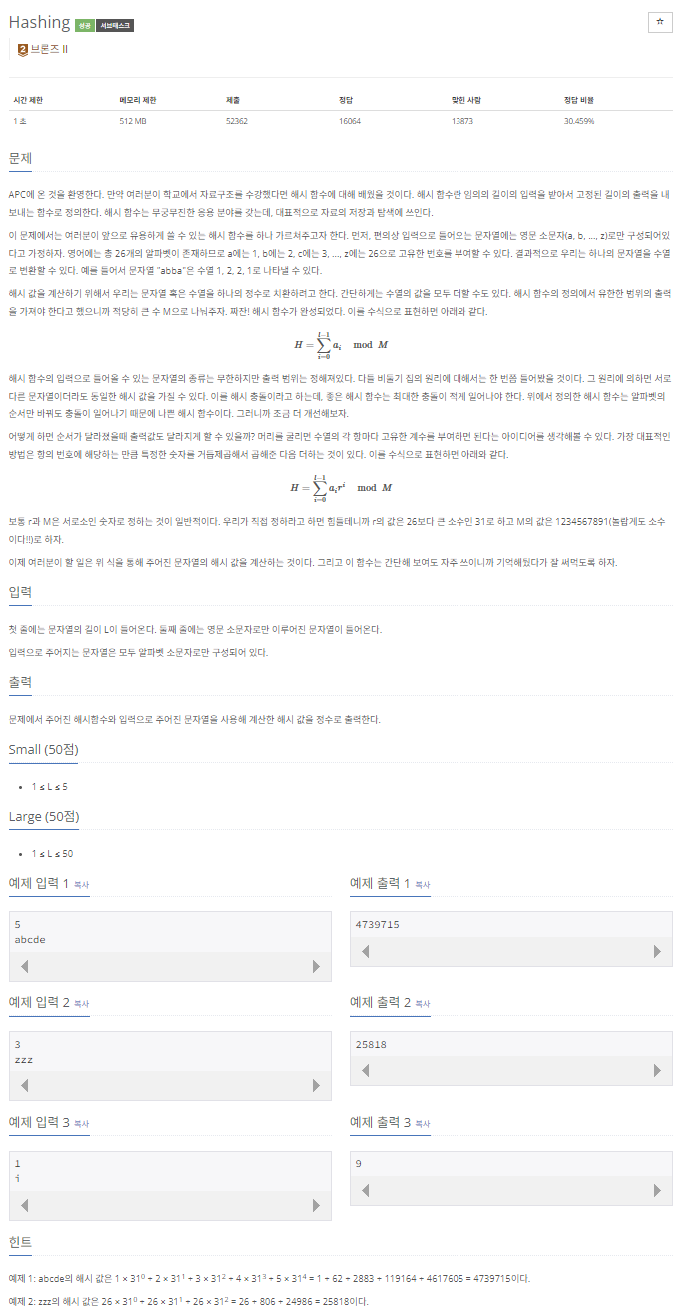 Hashing 성공 서브태스크
☆
2 브론즈 II
시간 제한 메모리 제한 제출 정답 맞힌 사람 정답 비율
1 초 512 MB 52362 16064 13873 30.459%
문제
APC에 온 것을 환영한다. 만약 여러분이 학교에서 자료구조를 수강했다면 해시 함수에 대해 배웠을 것이다. 해시 함수란 임의의 길이의 입력을 받아서 고정된 길이의 출력을 내
보내는 함수로 정의한다. 해시 함수는 무궁무진한 응용 분야를 갖는데, 대표적으로 자료의 저장과 탐색에 쓰인다.
이 문제에서는 여러분이 앞으로 유용하게 쓸 수 있는 해시 함수를 하나 가르쳐주고자 한다. 먼저, 편의상 입력으로 들어오는 문자열에는 영문 소문자(a, b, ..., z)로만 구성되어있
다고 가정하자. 영어에는 총 26개의 알파벳이 존재하므로 a에는 1, b에는 2, c에는 3, ..., z에는 26으로 고유한 번호를 부여할 수 있다. 결과적으로 우리는 하나의 문자열을 수열
로 변환할 수 있다. 예를 들어서 문자열 "abba"은 수열 1, 2, 2, 1로 나타낼 수 있다.
해시 값을 계산하기 위해서 우리는 문자열 혹은 수열을 하나의 정수로 치환하려고 한다. 간단하게는 수열의 값을 모두 더할 수도 있다. 해시 함수의 정의에서 유한한 범위의 출력
을 가져야 한다고 했으니까 적당히 큰 수 M으로 나눠주자. 짜잔! 해시 함수가 완성되었다. 이를 수식으로 표현하면 아래와 같다.
H = ∑_{i=0}^{l−1} a_i mod M
해시 함수의 입력으로 들어올 수 있는 문자열의 종류는 무한하지만 출력 범위는 정해져있다. 다들 비둘기 집의 원리에 대해서는 한 번쯤 들어봤을 것이다. 그 원리에 의하면 서로
다른 문자열이더라도 동일한 해시 값을 가질 수 있다. 이를 해시 충돌이라고 하는데, 좋은 해시 함수는 최대한 충돌이 적게 일어나야 한다. 위에서 정의한 해시 함수는 알파벳의
순서만 바꿔도 충돌이 일어나기 때문에 나쁜 해시 함수이다. 그러니까 조금 더 개선해보자.
어떻게 하면 순서가 달라졌을때 출력값도 달라지게 할 수 있을까? 머리를 굴리면 수열의 각 항마다 고유한 계수를 부여하면 된다는 아이디어를 생각해볼 수 있다. 가장 대표적인
방법은 항의 번호에 해당하는 만큼 특정한 숫자를 거듭제곱해서 곱해준 다음 더하는 것이 있다. 이를 수식으로 표현하면 아래와 같다.
H = ∑_{i=0}^{l−1} a_i r^i mod M
보통 r과 M은 서로소인 숫자로 정하는 것이 일반적이다. 우리가 직접 정하라고 하면 힘들테니까 r의 값은 26보다 큰 소수인 31로 하고 M의 값은 1234567891(놀랍게도 소수
이다!!)로 하자.
이제 여러분이 할 일은 위 식을 통해 주어진 문자열의 해시 값을 계산하는 것이다. 그리고 이 함수는 간단해 보여도 자주 쓰이니까 기억해뒀다가 잘 써먹도록 하자.
입력
첫 줄에는 문자열의 길이 L이 들어온다. 둘째 줄에는 영문 소문자로만 이루어진 문자열이 들어온다.
입력으로 주어지는 문자열은 모두 알파벳 소문자로만 구성되어 있다.
출력
문제에서 주어진 해시함수와 입력으로 주어진 문자열을 사용해 계산한 해시 값을 정수로 출력한다.
Small (50점)
• 1 ≤ L ≤ 5
Large (50점)
• 1 ≤ L ≤ 50
예제 입력 1 복사
5
abcde
예제 출력 1 복사
4739715
예제 입력 2 복사
3
zzz
예제 출력 2 복사
25818
예제 입력 3 복사
1
i
예제 출력 3 복사
9
힌트
예제 1: abcde의 해시 값은 1 × 31⁰ + 2 × 31¹ + 3 × 31² + 4 × 31³ + 5 × 31⁴ = 1 + 62 + 2883 + 119164 + 4617605 = 4739715이다.
예제 2: zzz의 해시 값은 26 × 31⁰ + 26 × 31¹ + 26 × 31² = 26 + 806 + 24986 = 25818이다.